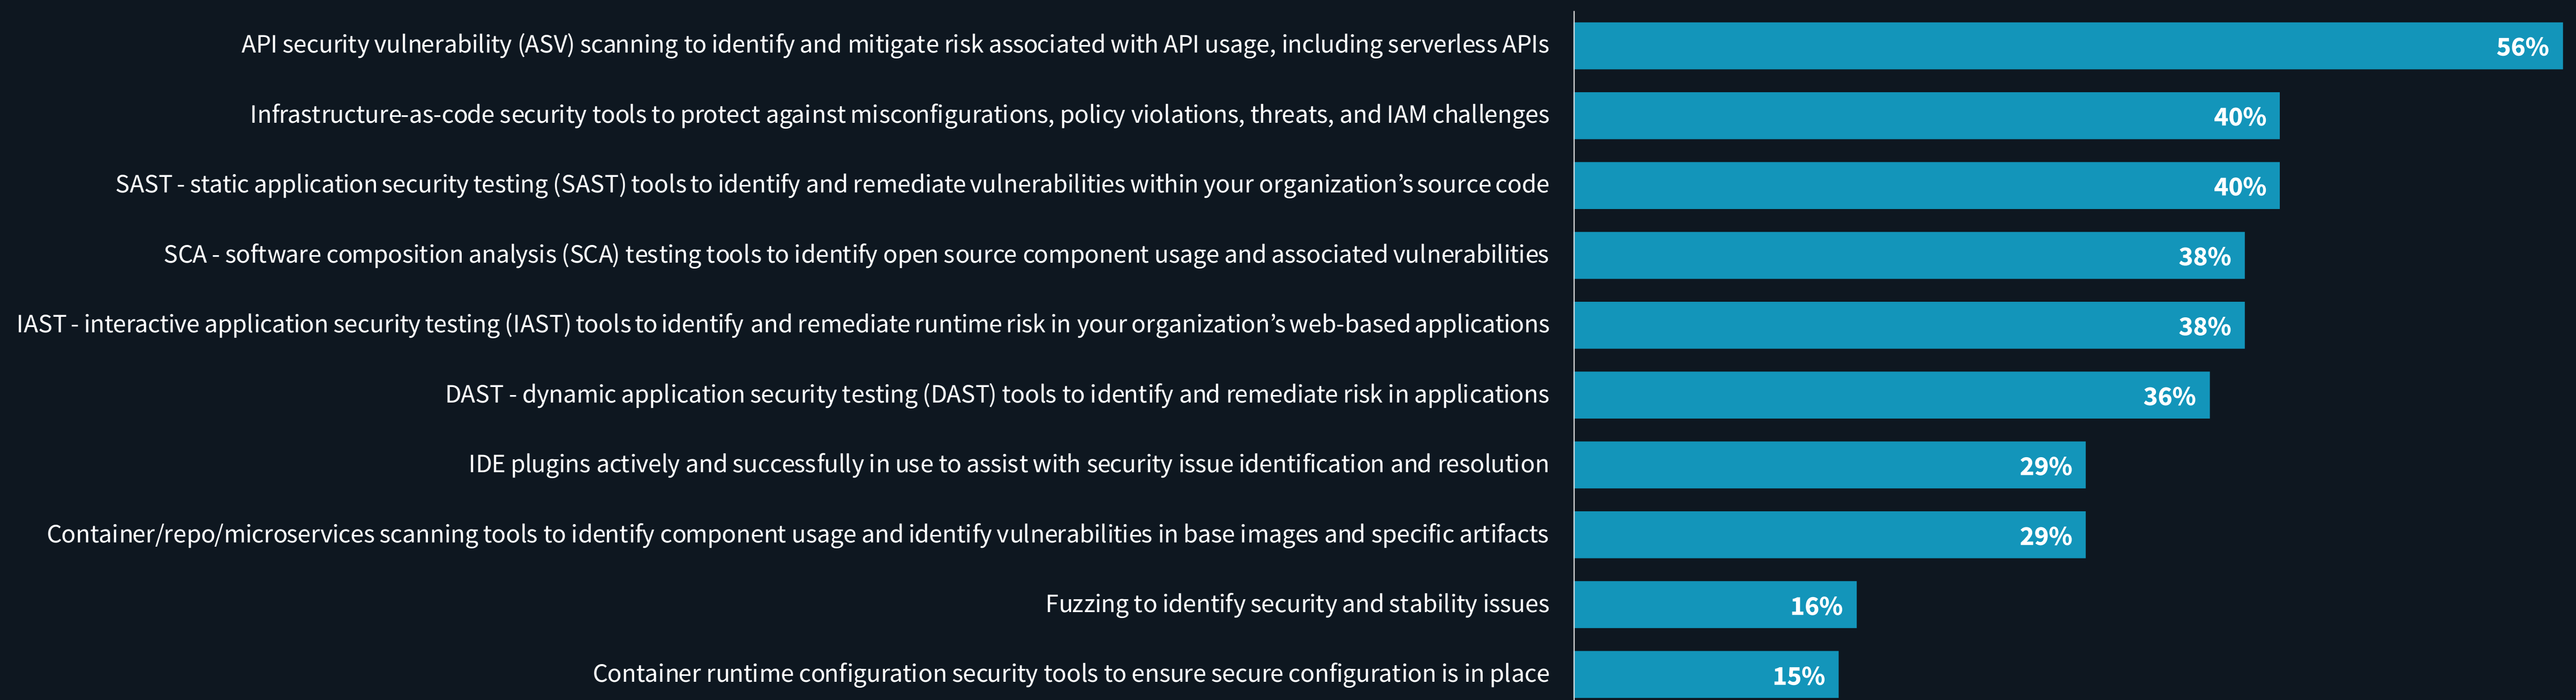 API security vulnerability (ASV) scanning to identify and mitigate risk associated with API usage, including serverless APIs 56%
Infrastructure-as-code security tools to protect against misconfigurations, policy violations, threats, and IAM challenges 40%
SAST - static application security testing (SAST) tools to identify and remediate vulnerabilities within your organization’s source code 40%
SCA - software composition analysis (SCA) testing tools to identify open source component usage and associated vulnerabilities 38%
IAST - interactive application security testing (IAST) tools to identify and remediate runtime risk in your organization’s web-based applications 38%
DAST - dynamic application security testing (DAST) tools to identify and remediate risk in applications 36%
IDE plugins actively and successfully in use to assist with security issue identification and resolution 29%
Container/repo/microservices scanning tools to identify component usage and identify vulnerabilities in base images and specific artifacts 29%
Fuzzing to identify security and stability issues 16%
Container runtime configuration security tools to ensure secure configuration is in place 15%